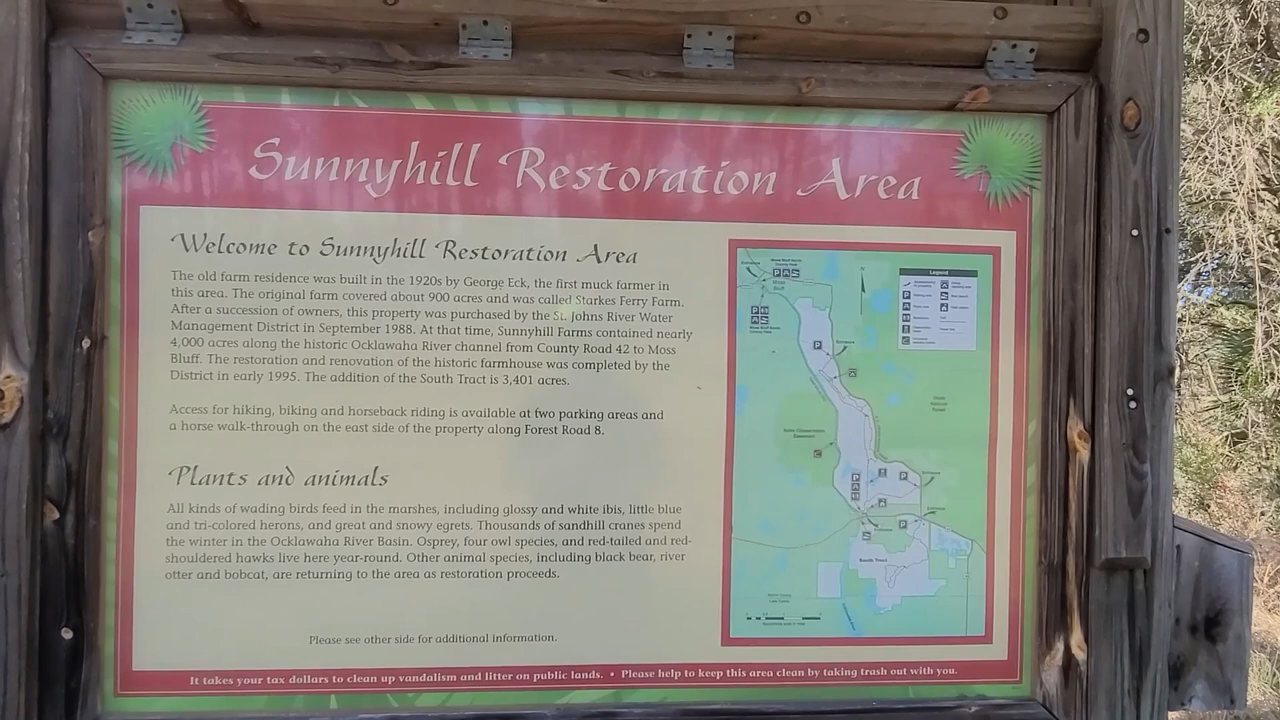 Sunnyhill Restoration Area
Welcome to Sunnyhill Restoration Area
The old farm residence was built in the 1920s by George Eck, the first muck farmer in
this area. The original farm covered about 900 acres and was called Starkes Ferry Farm.
After a succession of owners, this property was purchased by the St. Johns River Water
Management District in September 1988. At that time, Sunnyhill Farms contained nearly
4,000 acres along the historic Ocklawaha River channel from County Road 42 to Moss
Bluff. The restoration and renovation of the historic farmhouse was completed by the
District in early 1995. The addition of the South Tract is 3,401 acres.
Access for hiking, biking and horseback riding is available at two parking areas and
a horse walk-through on the east side of the property along Forest Road 8.
Plants and animals
All kinds of wading birds feed in the marshes, including glossy and white ibis, little blue
and tri-colored herons, and great and snowy egrets. Thousands of sandhill cranes spend
the winter in the Ocklawaha River Basin. Osprey, four owl species, and red-tailed and red-
shouldered hawks live here year-round. Other animal species, including black bear, river
otter and bobcat, are returning to the area as restoration proceeds.
Please see other side for additional information.
Legend
Entrance
Moss
Bluff
N
Entrance
Entrance
Entrance
Entrance
South Tract
It takes your tax dollars to clean up vandalism and litter on public lands. • Please help to keep this area clean by taking trash out with you.